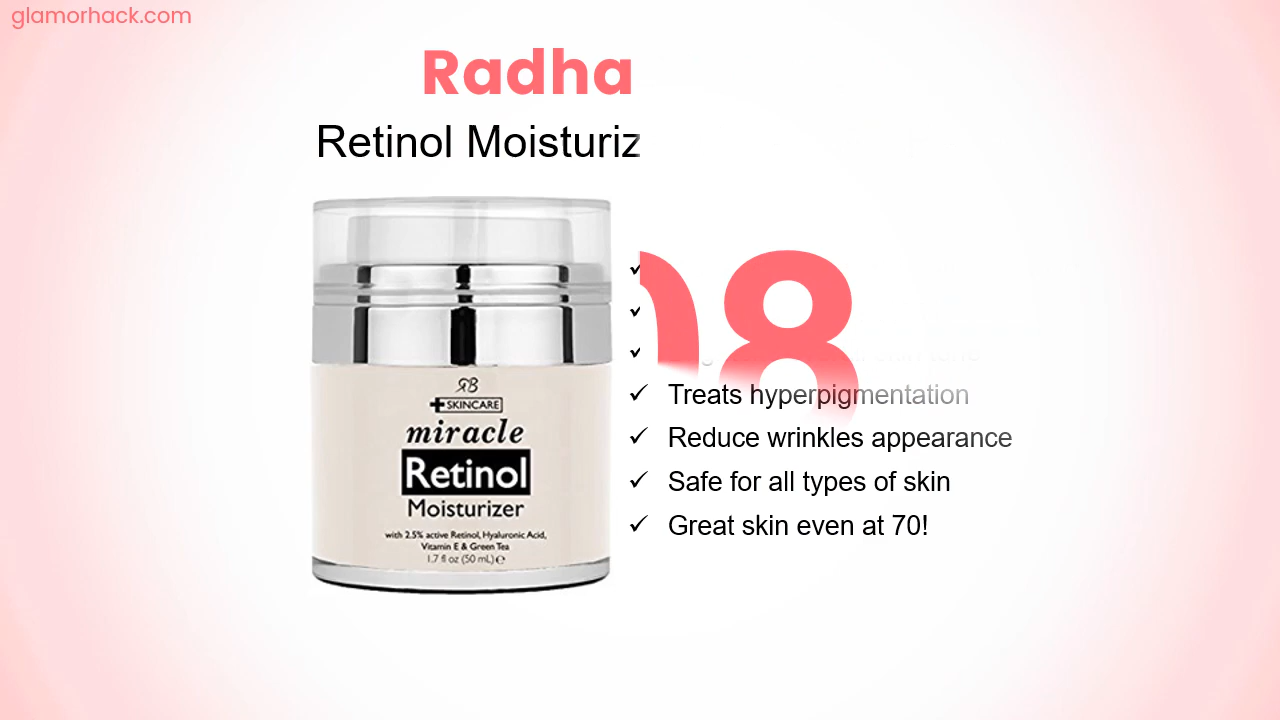 glamorhack.com
Radha
Retinol Moisturiz
08
Treats hyperpigmentation
Reduce wrinkles appearance
Safe for all types of skin
Great skin even at 70!
RB
SKINCARE
miracle
Retinol
Moisturizer
with 2.5% active Retinol, Hyaluronic Acid,
Vitamin E & Green Tea
1.7 fl oz (50 mL) e